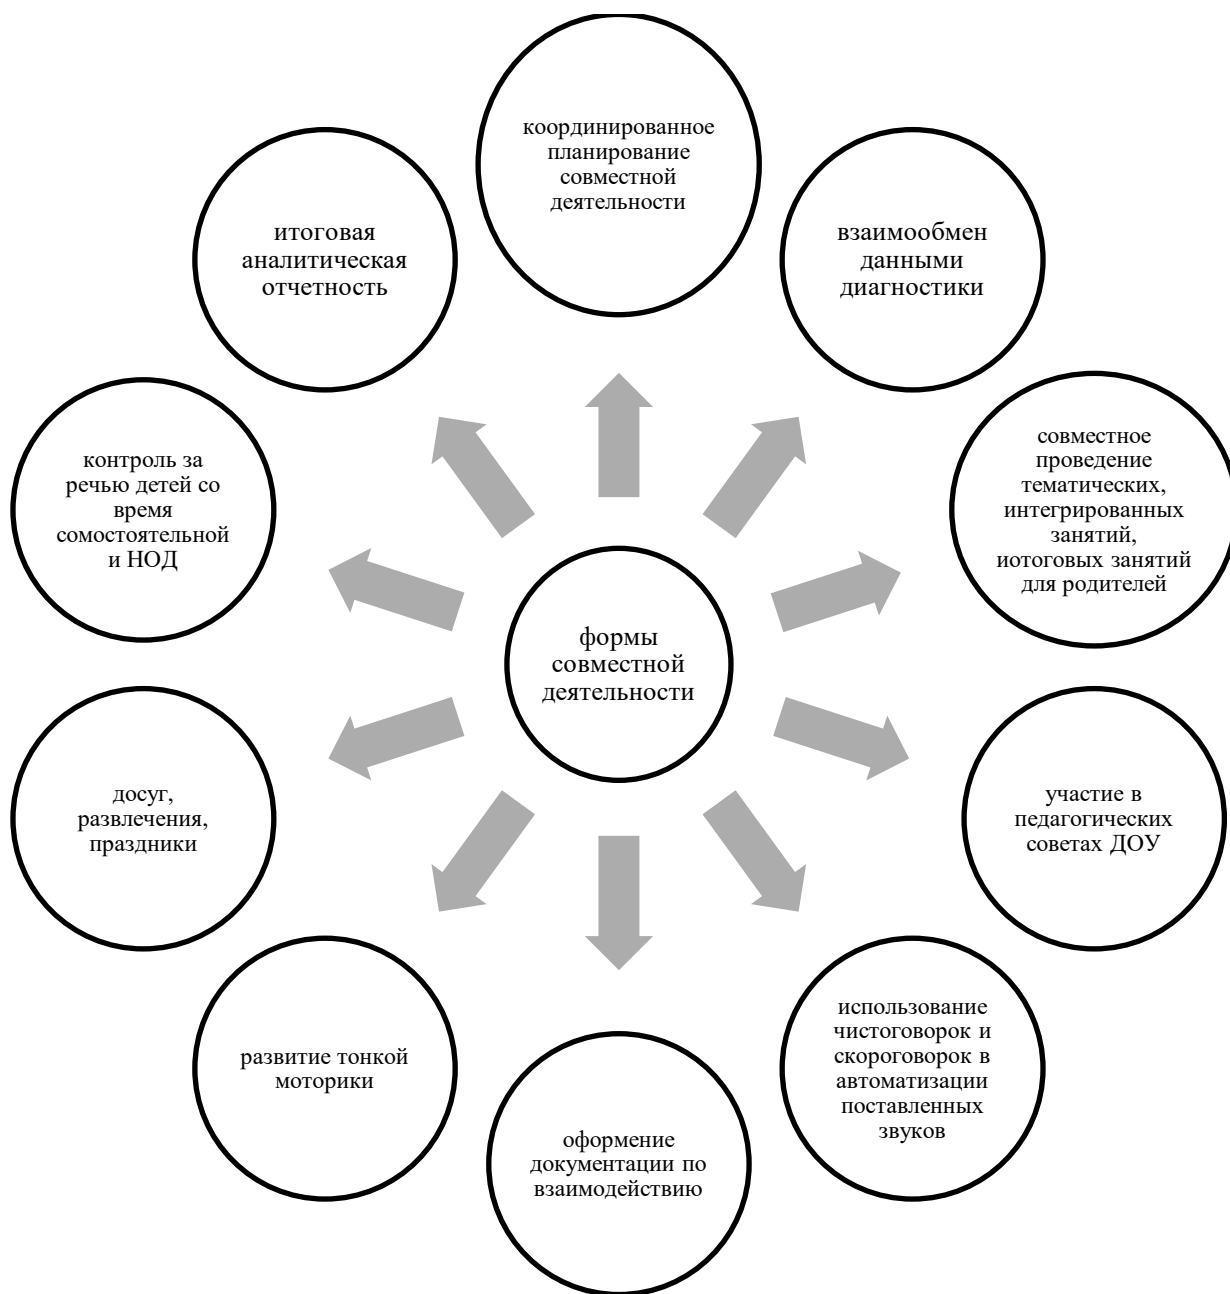 координированное
планирование
совместной
деятельности
взаимообмен
данными
диагностики
совместное
проведение
тематических,
интегрированных
занятий,
иотоговых занятий
для родителей
участие в
педагогических
советах ДОУ
использование
чистоговорок и
скороговорок в
автоматизации
поставленных
звуков
оформение
документации по
взаимодействию
развитие тонкой
моторики
досуг,
развлечения,
праздники
контроль за
речью детей со
время
сомостоятельной
и НОД
итоговая
аналитическая
отчетность
формы
совместной
деятельности